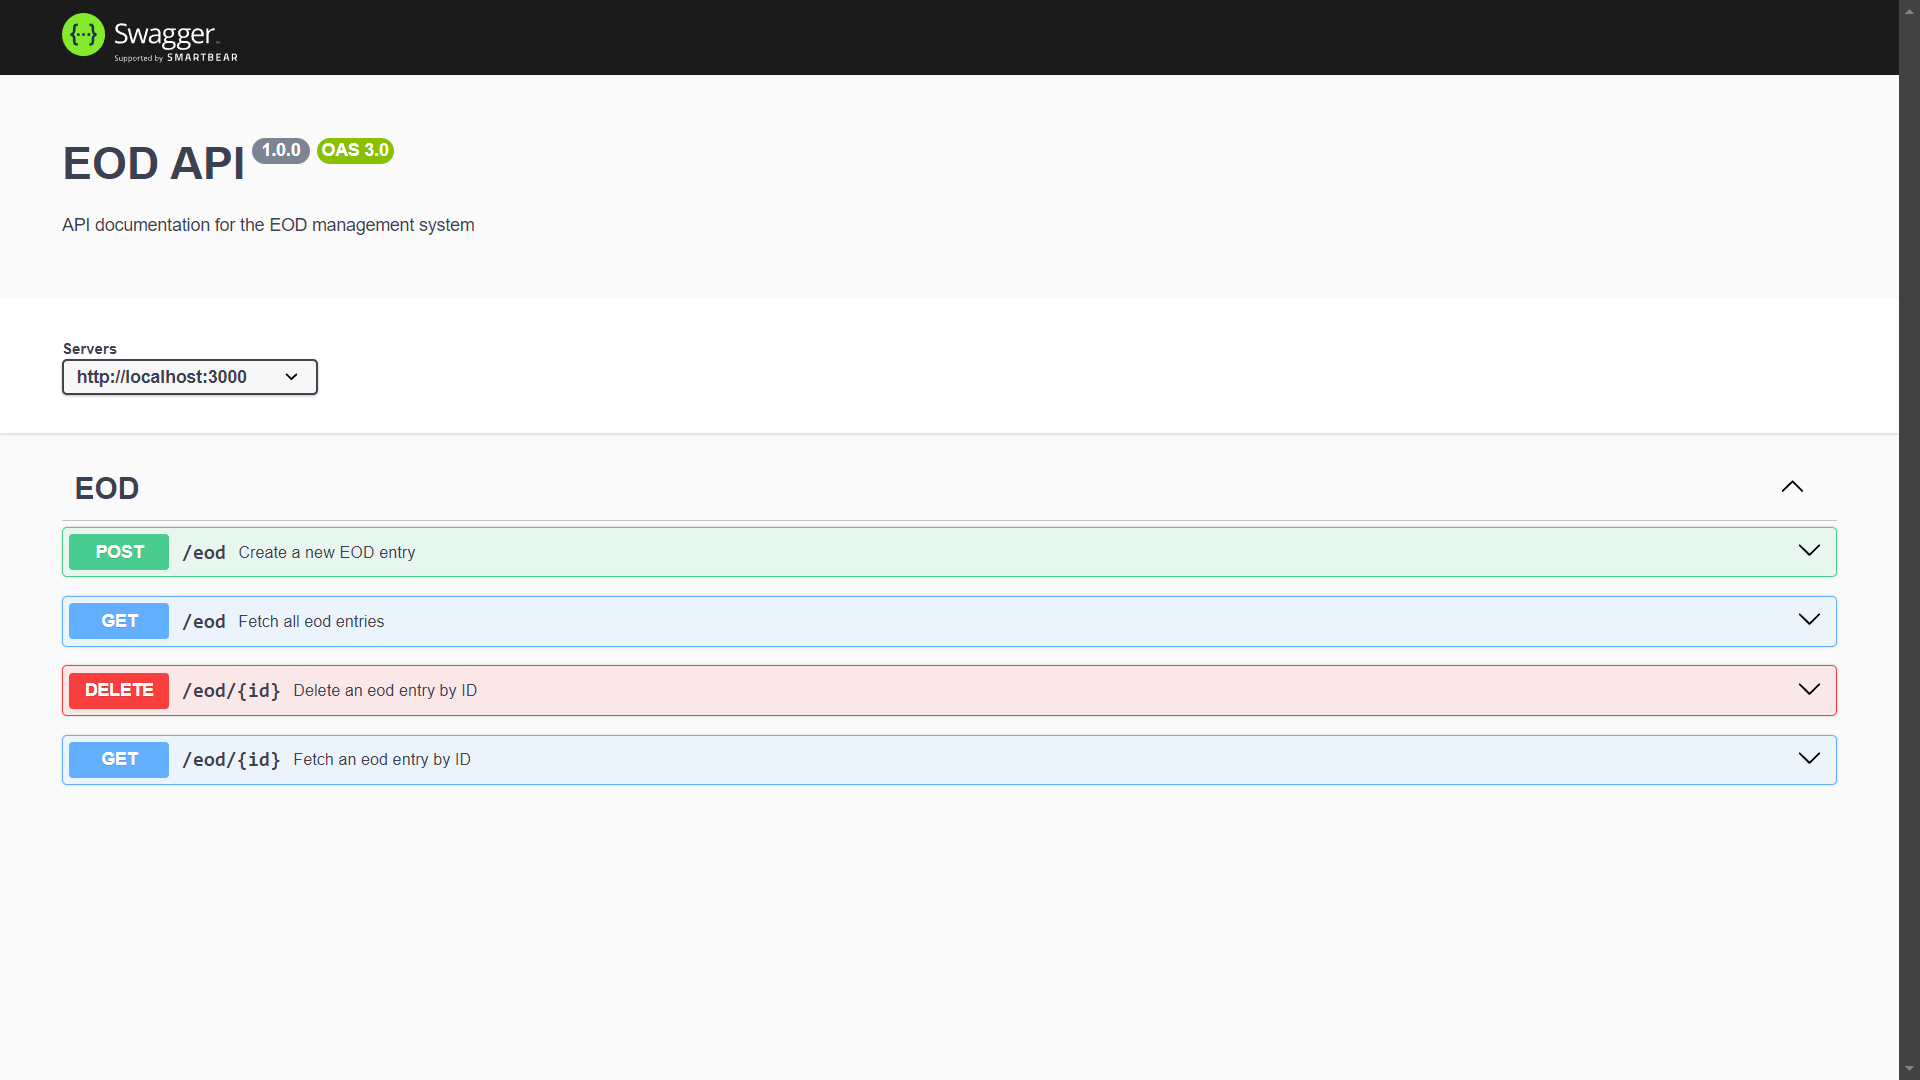 Swagger
Supported by SMARTBEAR
EOD API 1.0.0 OAS 3.0
API documentation for the EOD management system
Servers
http://localhost:3000
EOD
POST /eod Create a new EOD entry
GET /eod Fetch all eod entries
DELETE /eod/{id} Delete an eod entry by ID
GET /eod/{id} Fetch an eod entry by ID